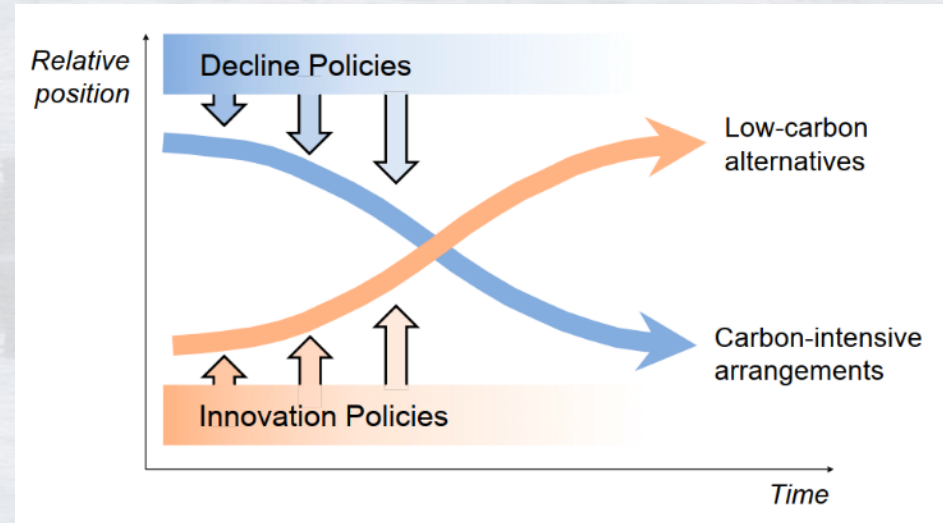 Relative
position
Decline Policies
Low-carbon
alternatives
Carbon-intensive
arrangements
Innovation Policies
Time